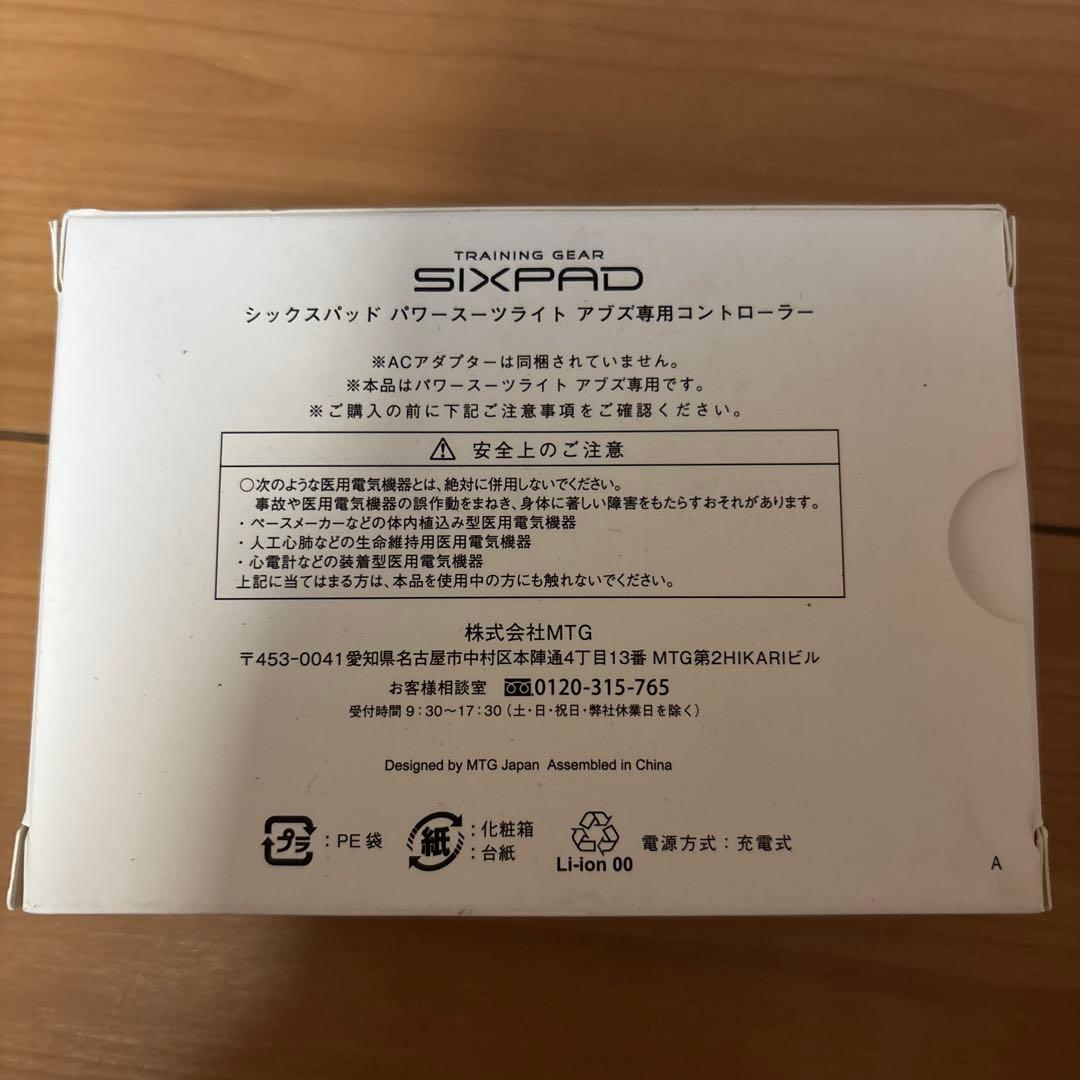 TRAINING GEAR
SIXPAD
シックスパッド パワースーツライト アブズ専用コントローラー
※ACアダプターは同梱されていません。
※本品はパワースーツライト アブズ専用です。
※ご購入の前に下記ご注意事項をご確認ください。
⚠ 安全上のご注意
○次のような医用電気機器とは、絶対に併用しないでください。
事故や医用電気機器の誤作動をまねき、身体に著しい障害をもたらすおそれがあります。
・ペースメーカーなどの体内植込み型医用電気機器
・人工心肺などの生命維持用医用電気機器
・心電計などの装着型医用電気機器
上記に当てはまる方は、本品を使用中の方にも触れないでください。
株式会社MTG
〒453-0041 愛知県名古屋市中村区本陣通4丁目13番 MTG第2HIKARIビル
お客様相談室 0120-315-765
受付時間 9:30〜17:30 (土・日・祝日・弊社休業日を除く)
Designed by MTG Japan Assembled in China
プラ :PE袋
紙 :化粧箱
:台紙
Li-ion 00
電源方式:充電式
A